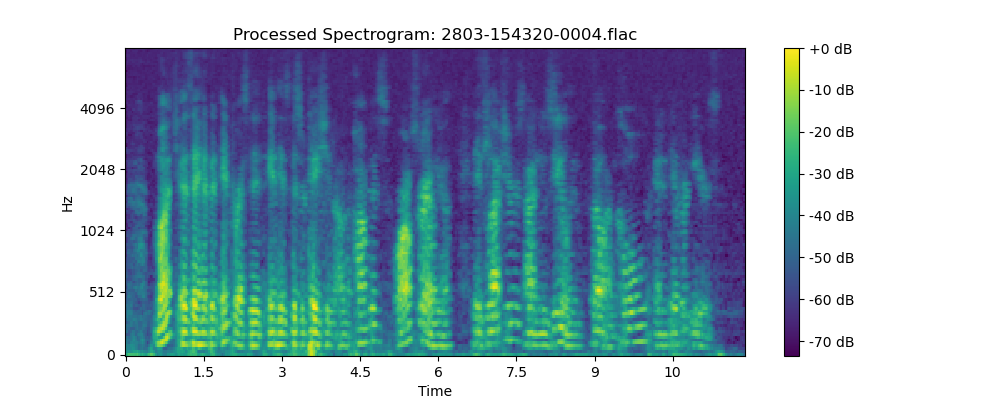 Processed Spectrogram: 2803-154320-0004.flac
Hz
4096
2048
1024
512
0
0 1.5 3 4.5 6 7.5 9 10
Time
+0 dB
-10 dB
-20 dB
-30 dB
-40 dB
-50 dB
-60 dB
-70 dB